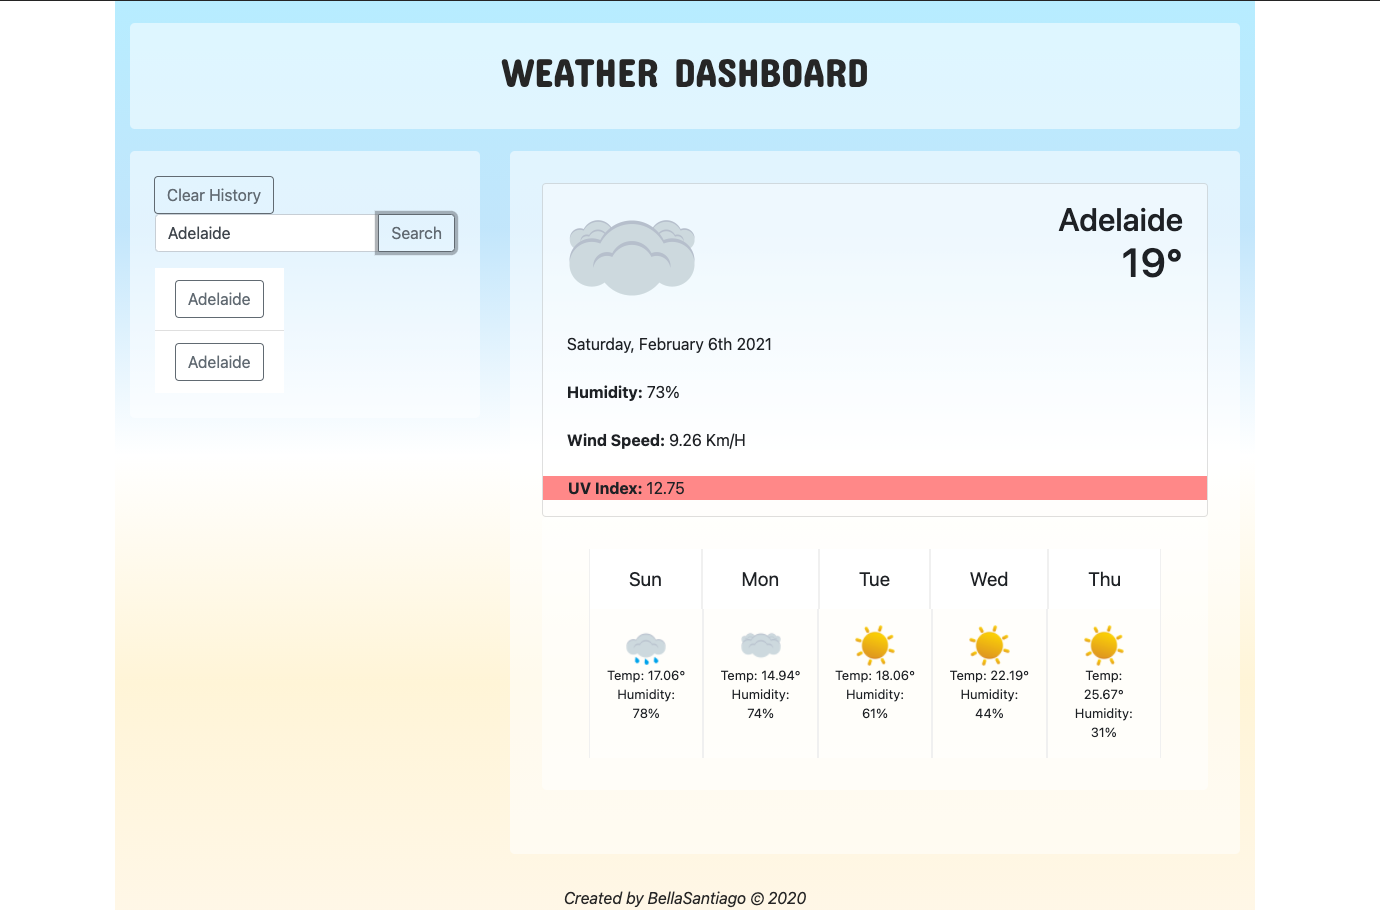 WEATHER DASHBOARD
Clear History
Adelaide
Search
Adelaide
Adelaide
Adelaide
19°
Saturday, February 6th 2021
Humidity: 73%
Wind Speed: 9.26 Km/H
UV Index: 12.75
Sun Mon Tue Wed Thu
Temp: 17.06°
Humidity:
78%
Temp: 14.94°
Humidity:
74%
Temp: 18.06°
Humidity:
61%
Temp: 22.19°
Humidity:
44%
Temp:
25.67°
Humidity:
31%
Created by BellaSantiago © 2020